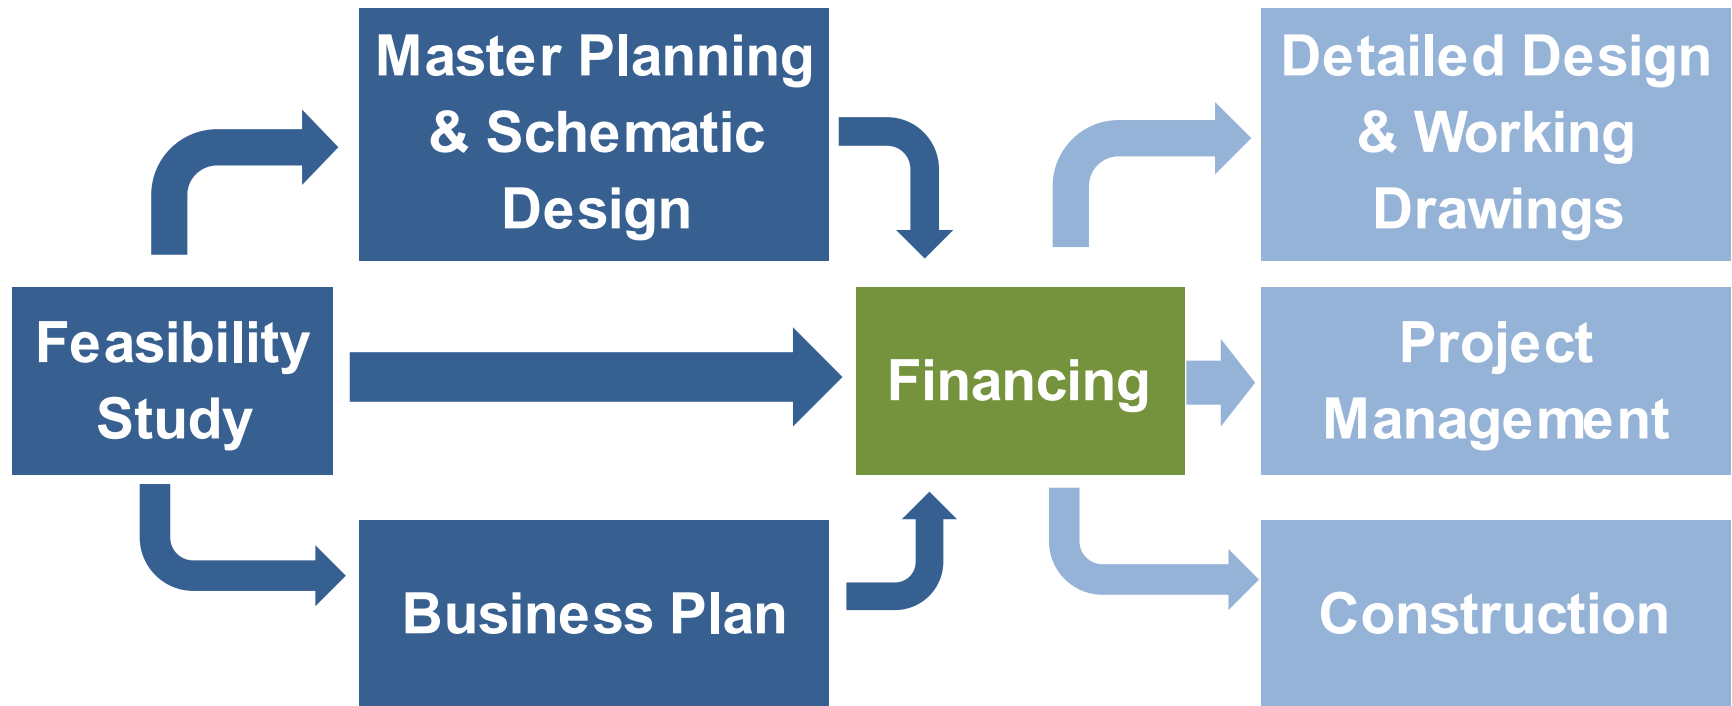 Master Planning
& Schematic
Design
Detailed Design
& Working
Drawings
Feasibility
Study
Financing
Project
Management
Business Plan
Construction